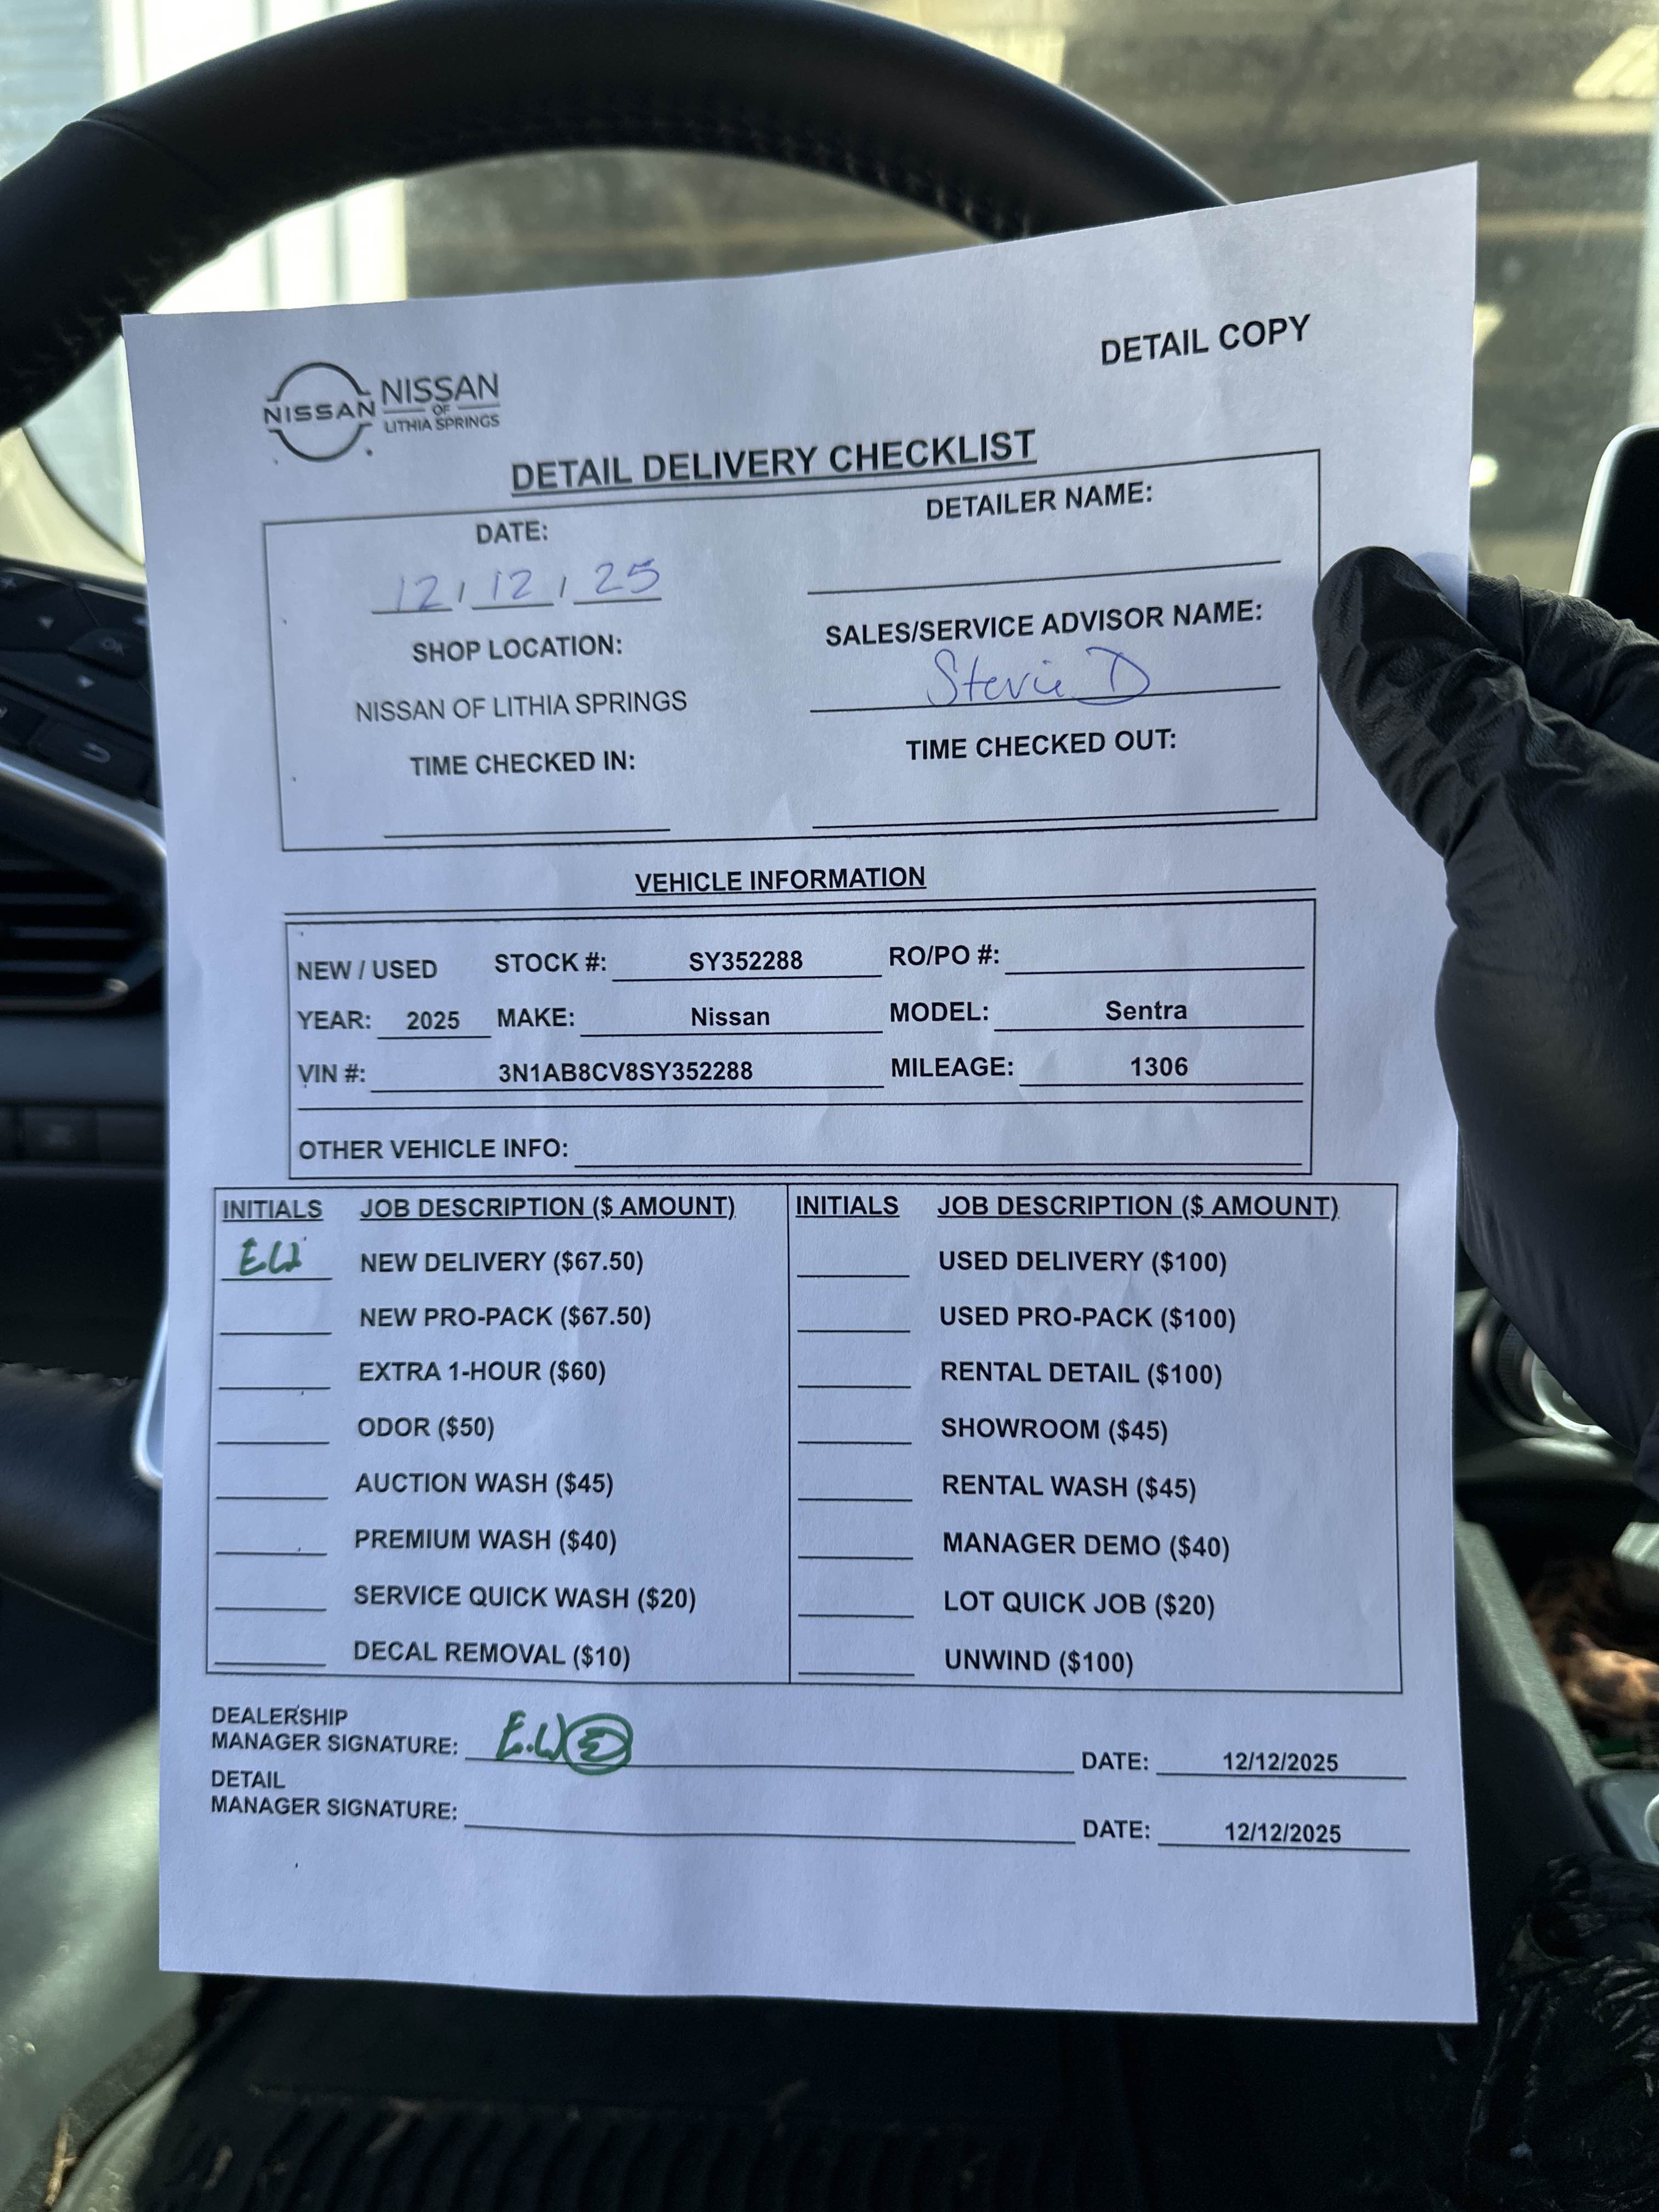 DETAIL COPY
NISSAN NISSAN
OF
LITHIA SPRINGS
DETAIL DELIVERY CHECKLIST
DATE: DETAILER NAME:
12 / 12 / 25
SHOP LOCATION: SALES/SERVICE ADVISOR NAME:
NISSAN OF LITHIA SPRINGS Stevie D
TIME CHECKED IN: TIME CHECKED OUT:
VEHICLE INFORMATION
NEW / USED STOCK #: SY352288 RO/PO #:
YEAR: 2025 MAKE: Nissan MODEL: Sentra
VIN #: 3N1AB8CV8SY352288 MILEAGE: 1306
OTHER VEHICLE INFO:
INITIALS JOB DESCRIPTION ($ AMOUNT) INITIALS JOB DESCRIPTION ($ AMOUNT)
EW NEW DELIVERY ($67.50) USED DELIVERY ($100)
NEW PRO-PACK ($67.50) USED PRO-PACK ($100)
EXTRA 1-HOUR ($60) RENTAL DETAIL ($100)
ODOR ($50) SHOWROOM ($45)
AUCTION WASH ($45) RENTAL WASH ($45)
PREMIUM WASH ($40) MANAGER DEMO ($40)
SERVICE QUICK WASH ($20) LOT QUICK JOB ($20)
DECAL REMOVAL ($10) UNWIND ($100)
DEALERSHIP
MANAGER SIGNATURE: E.W DATE: 12/12/2025
DETAIL
MANAGER SIGNATURE: DATE: 12/12/2025